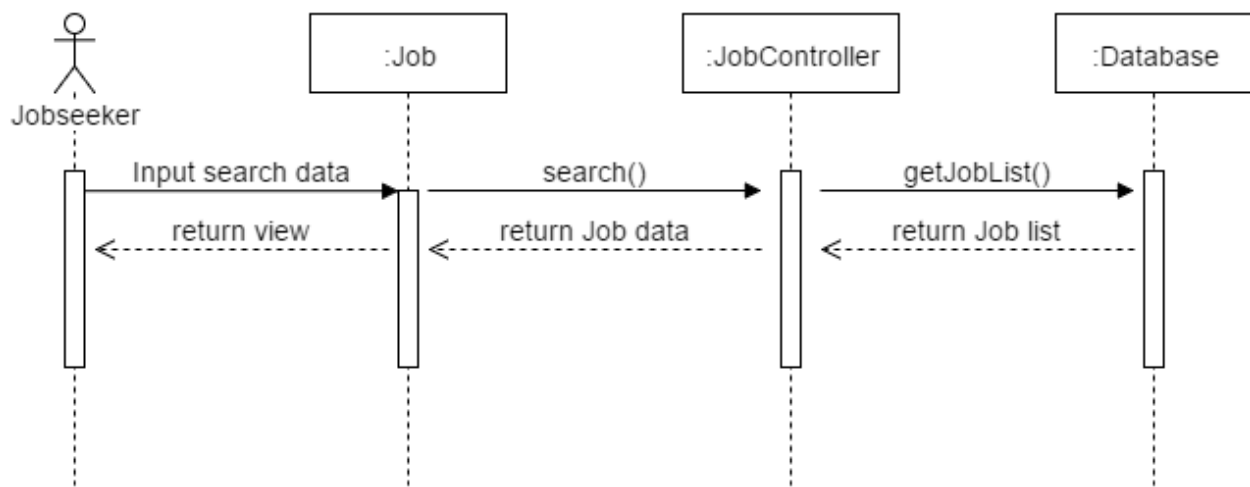 :Job
:JobController
:Database
Jobseeker
Input search data
search()
getJobList()
return view
return Job data
return Job list